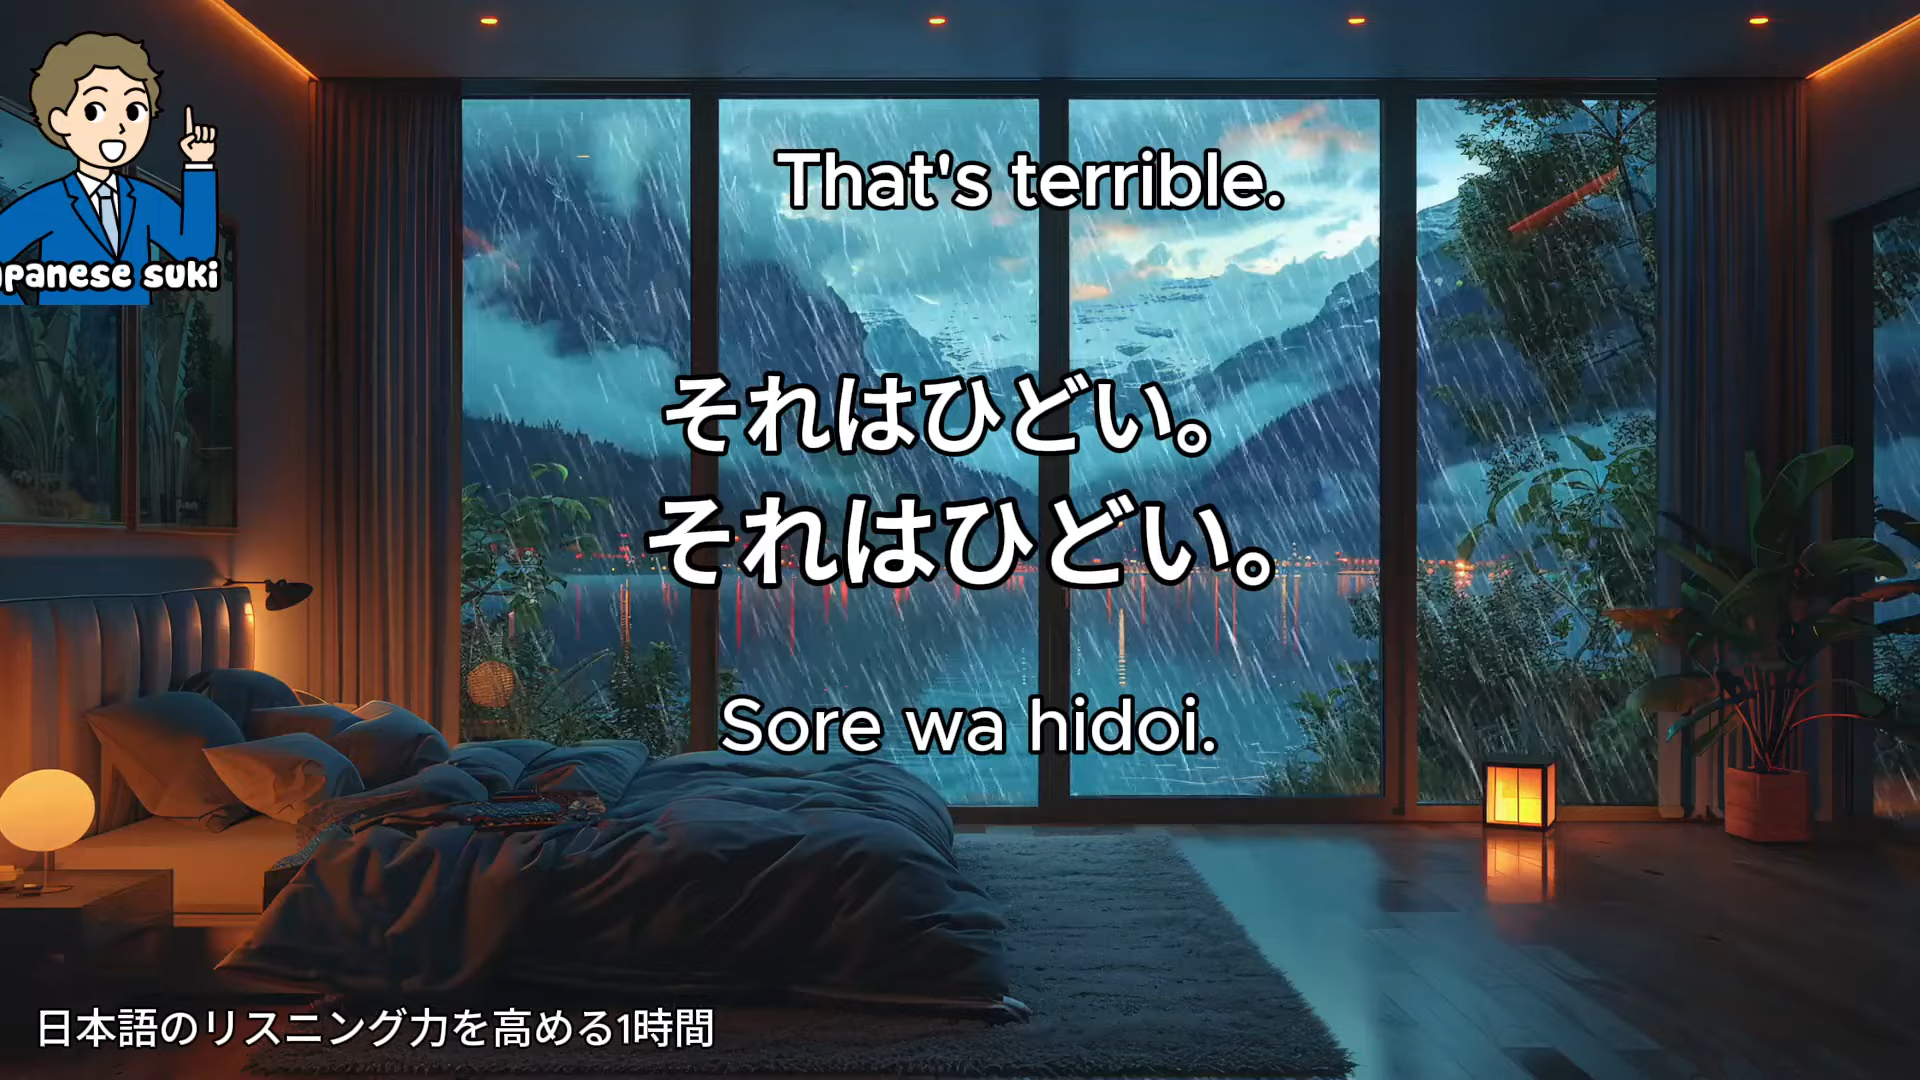 apanese suki
That's terrible.
それはひどい。
それはひどい。
Sore wa hidoi.
日本語のリスニング力を高める1時間